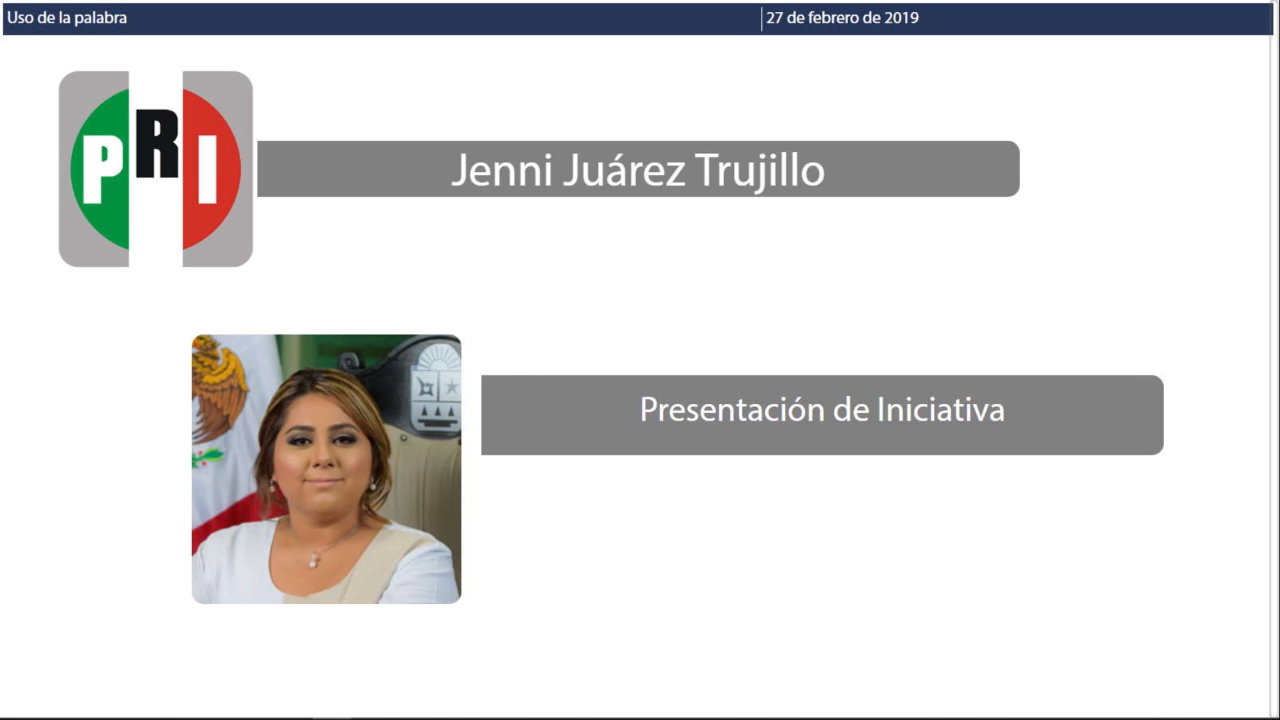 Uso de la palabra
27 de febrero de 2019
PRI
Jenni Juárez Trujillo
Presentación de Iniciativa